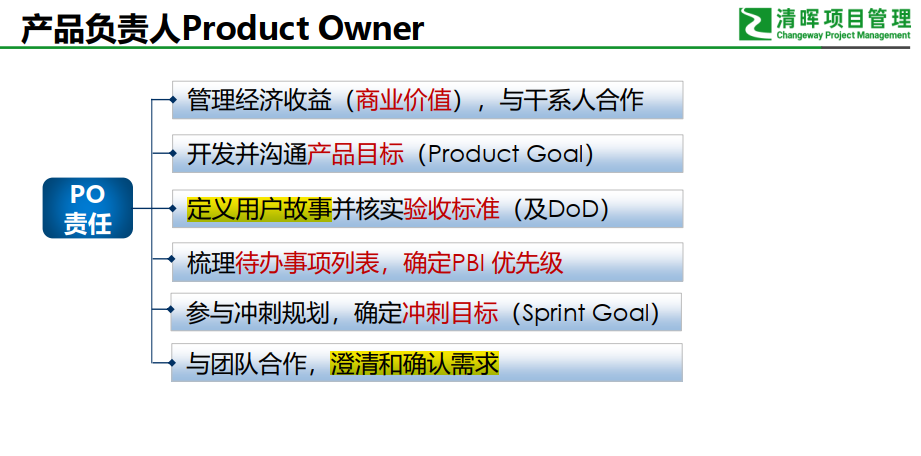 产品负责人Product Owner
清晖项目管理
Changeway Project Management
管理经济收益（商业价值），与干系人合作
开发并沟通产品目标（Product Goal）
PO
责任
定义用户故事并核实验收标准（及DoD）
梳理待办事项列表，确定PBI 优先级
参与冲刺规划，确定冲刺目标（Sprint Goal）
与团队合作，澄清和确认需求